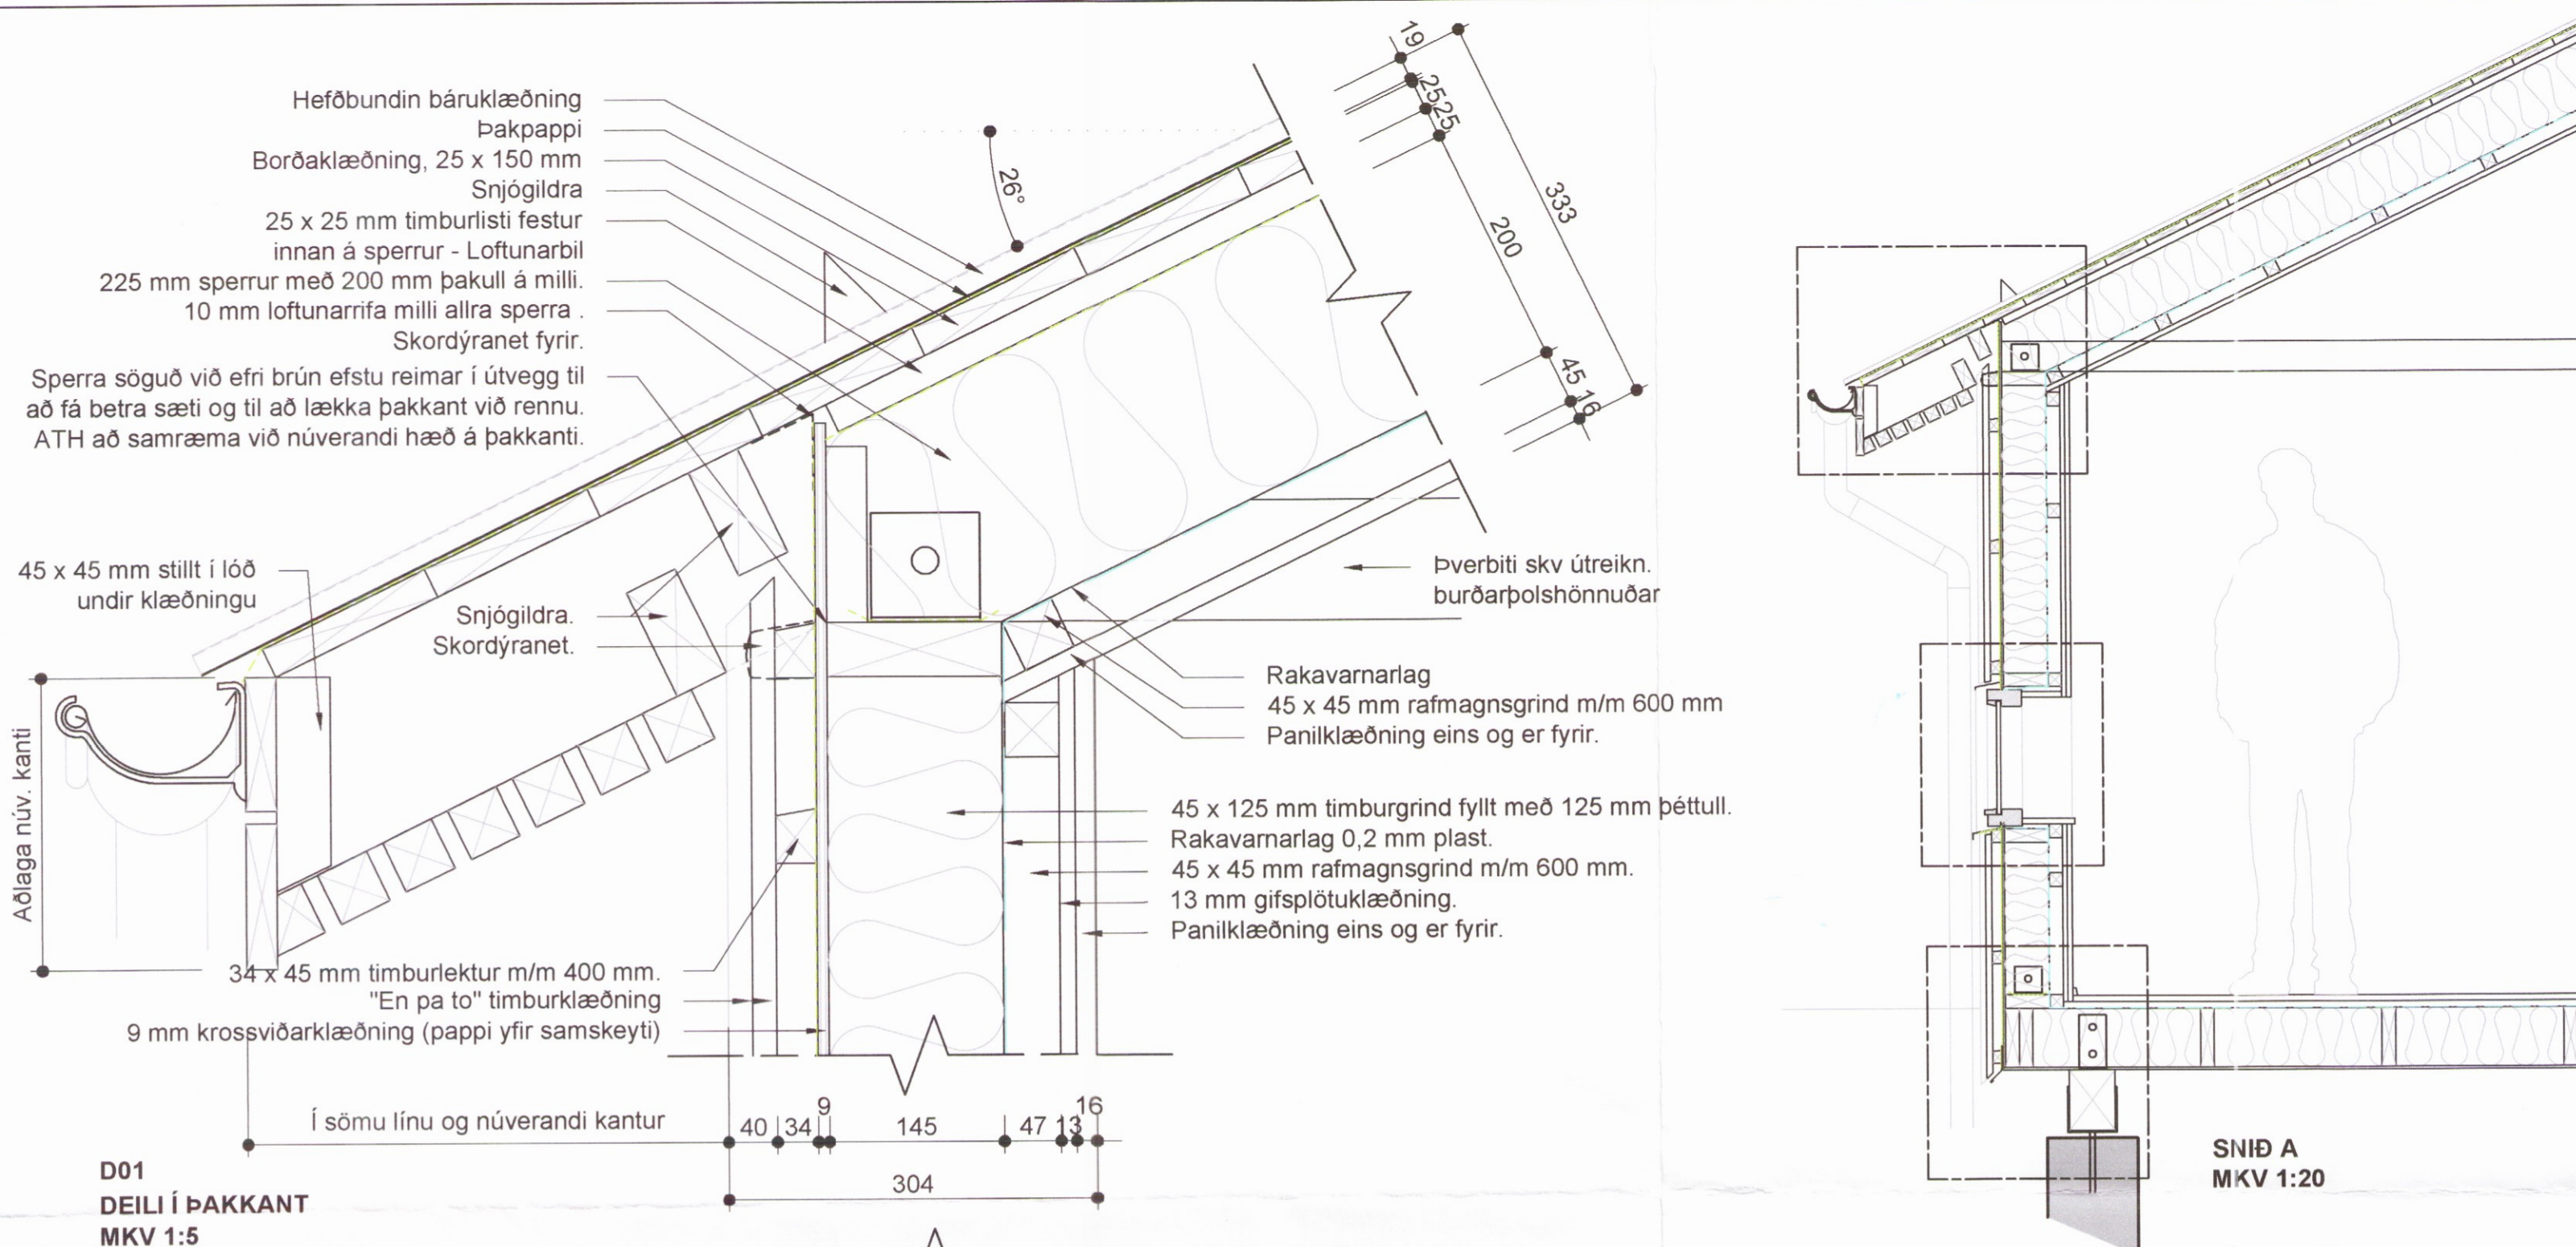 Hefðbundin báruklæðning
Þakpappi
Borðaklæðning, 25 x 150 mm
Snjógildra
25 x 25 mm timburlisti festur
innan á sperrur - Loftunarbil
225 mm sperrur með 200 mm þakull á milli.
10 mm loftunarrifa milli allra sperra .
Skordýranet fyrir.
Sperra söguð við efri brún efstu reimar í útvegg til
að fá betra sæti og til að lækka þakkant við rennu.
ATH að samræma við núverandi hæð á þakkanti.
26°
19
25
25
200
333
45
16
45 x 45 mm stillt í lóð
undir klæðningu
Snjógildra.
Skordýranet.
Aðlaga núv. kanti
Þverbiti skv útreikn.
burðarþolshönnuðar
Rakavarnarlag
45 x 45 mm rafmagnsgrind m/m 600 mm
Panilklæðning eins og er fyrir.
45 x 125 mm timburgrind fyllt með 125 mm þéttull.
Rakavarnarlag 0,2 mm plast.
45 x 45 mm rafmagnsgrind m/m 600 mm.
13 mm gifsplötuklæðning.
Panilklæðning eins og er fyrir.
34 x 45 mm timburlektur m/m 400 mm.
"En pa to" timburklæðning
9 mm krossviðarklæðning (pappi yfir samskeyti)
Í sömu línu og núverandi kantur
40
34
9
145
47
13
16
304
D01
DEILI Í ÞAKKANT
MKV 1:5
SNIÐ A
MKV 1:20